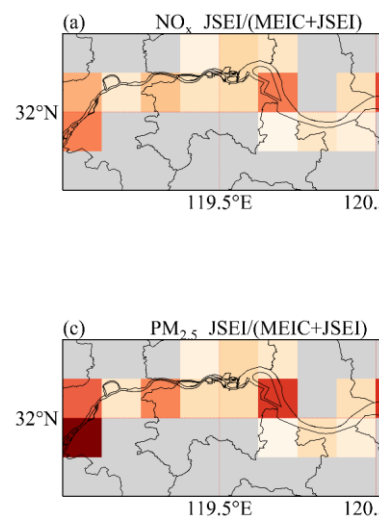 (a) NOₓ JSEI/(MEIC+JSEI)
32°N
119.5°E 120.
(c) PM₂.₅ JSEI/(MEIC+JSEI)
32°N
119.5°E 120.